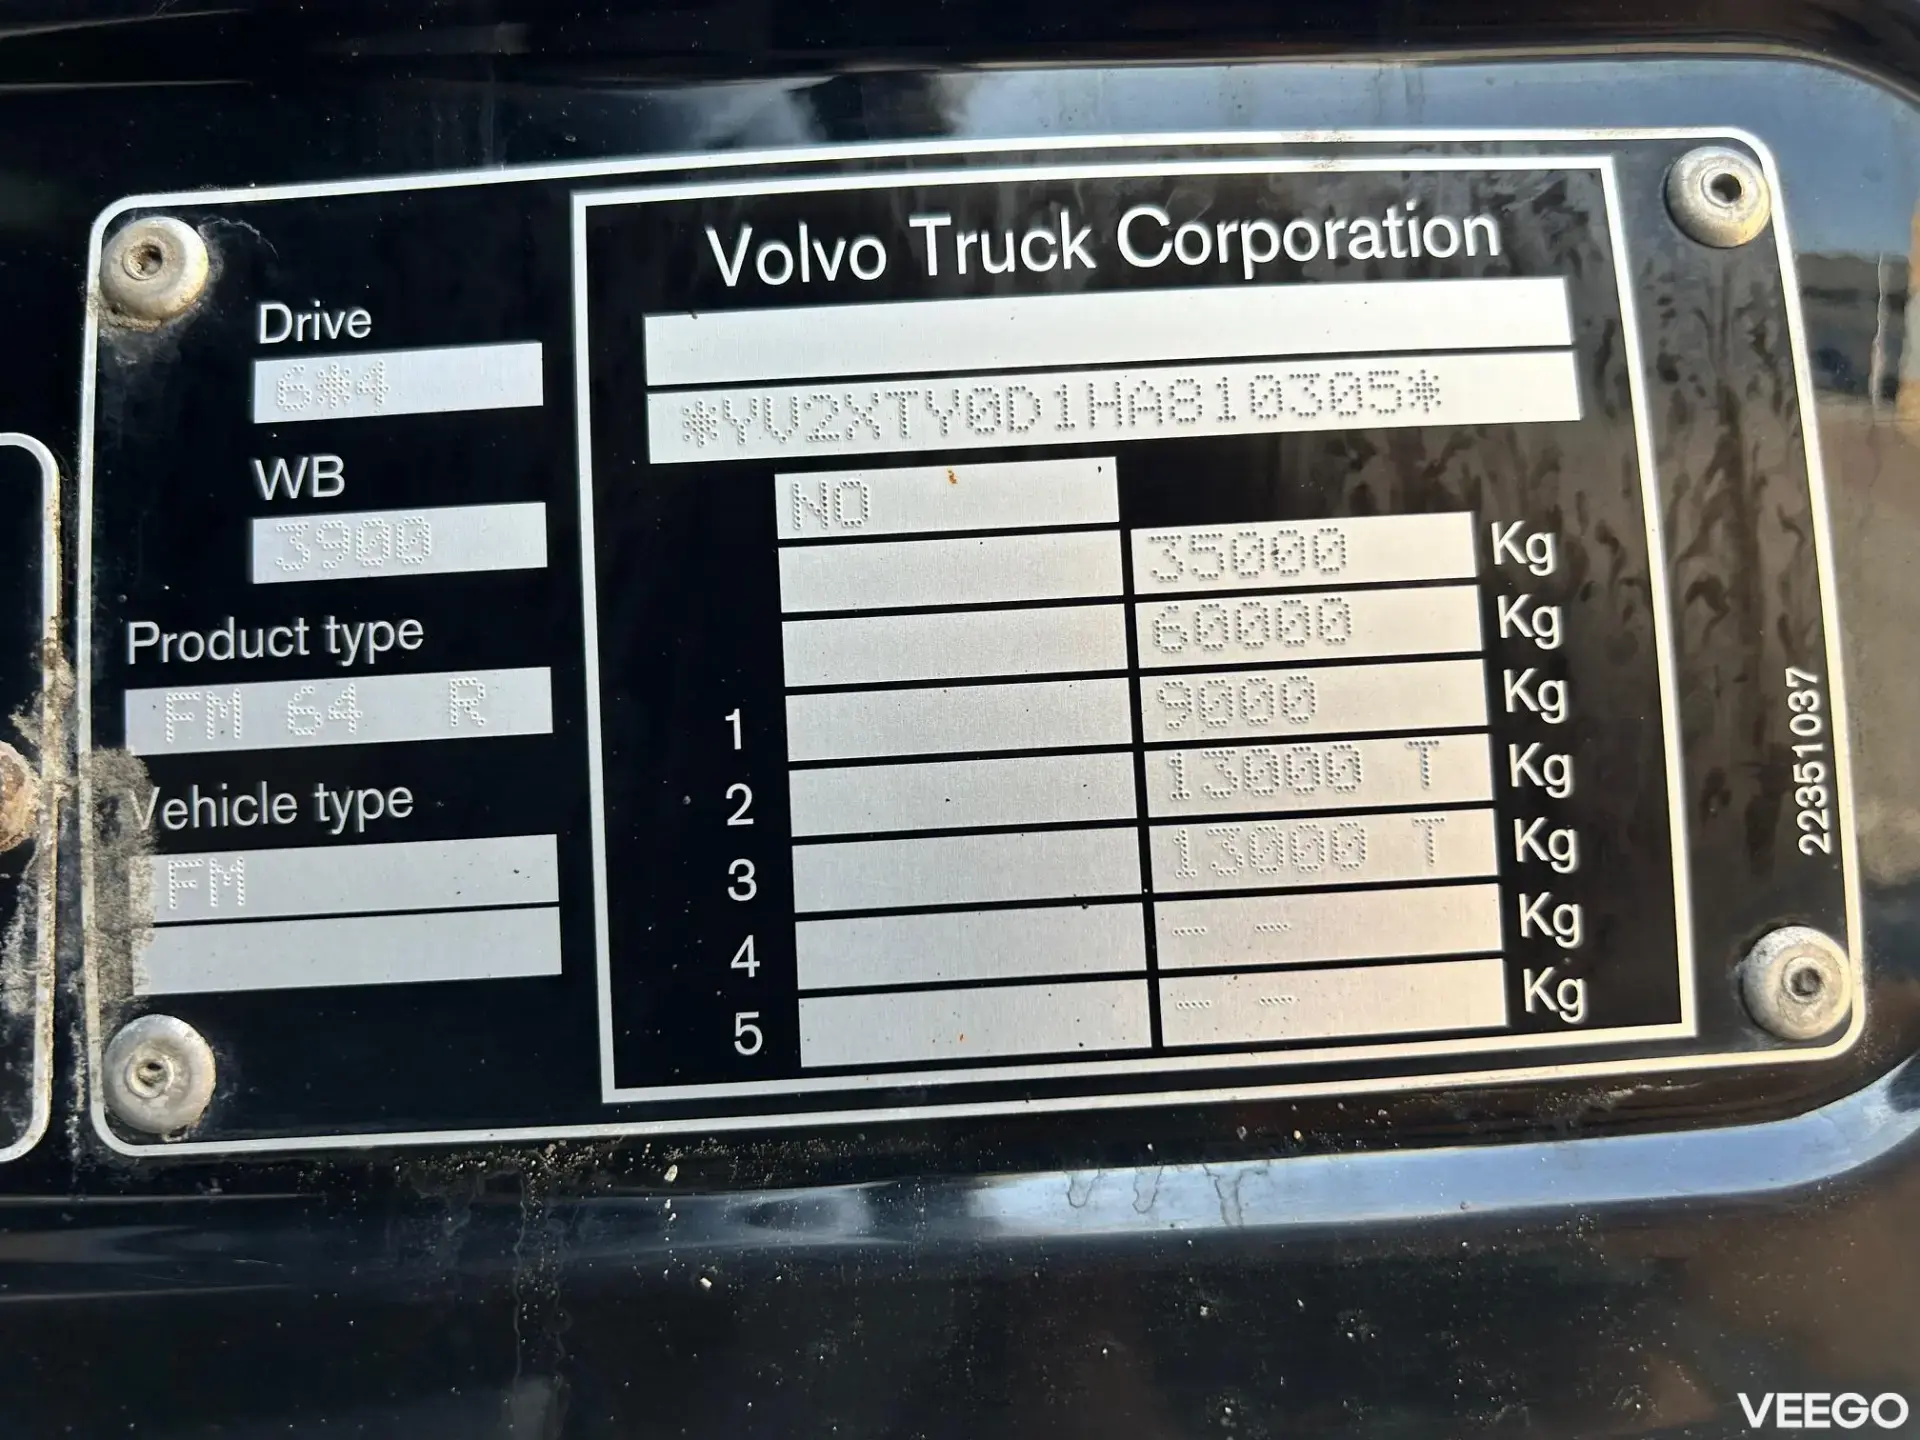 Volvo Truck Corporation
Drive
6*4
*YV2XTY0D1HA810305*
WB
3900
NO
35000 Kg
60000 Kg
Product type
FM 64 R
1 9000 Kg
2 13000 T Kg
Vehicle type
FM
3 13000 T Kg
4 - - Kg
5 - - Kg
22351037
VEEGO